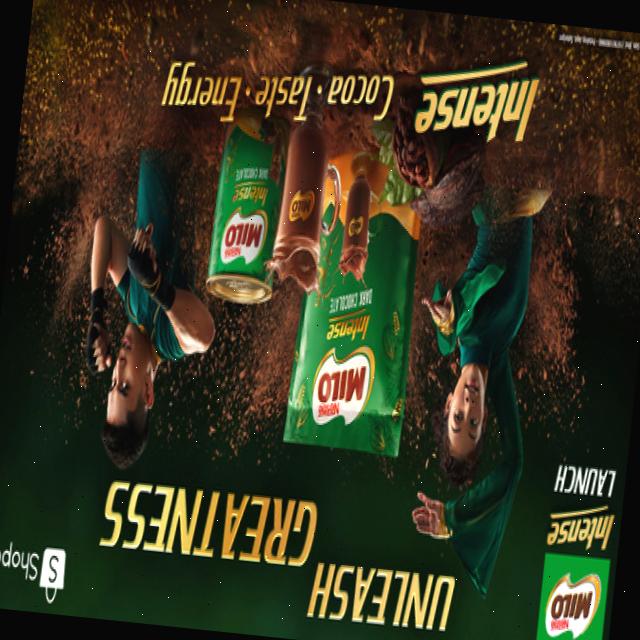 NESTLÉ
MILO
Intense
LAUNCH
UNLEASH
GREATNESS
NESTLÉ
MILO
Intense
DARK CHOCOLATE
NESTLÉ
MILO
Intense
DARK CHOCOLATE
MILO
MILO
Intense
Cocoa · Taste · Energy